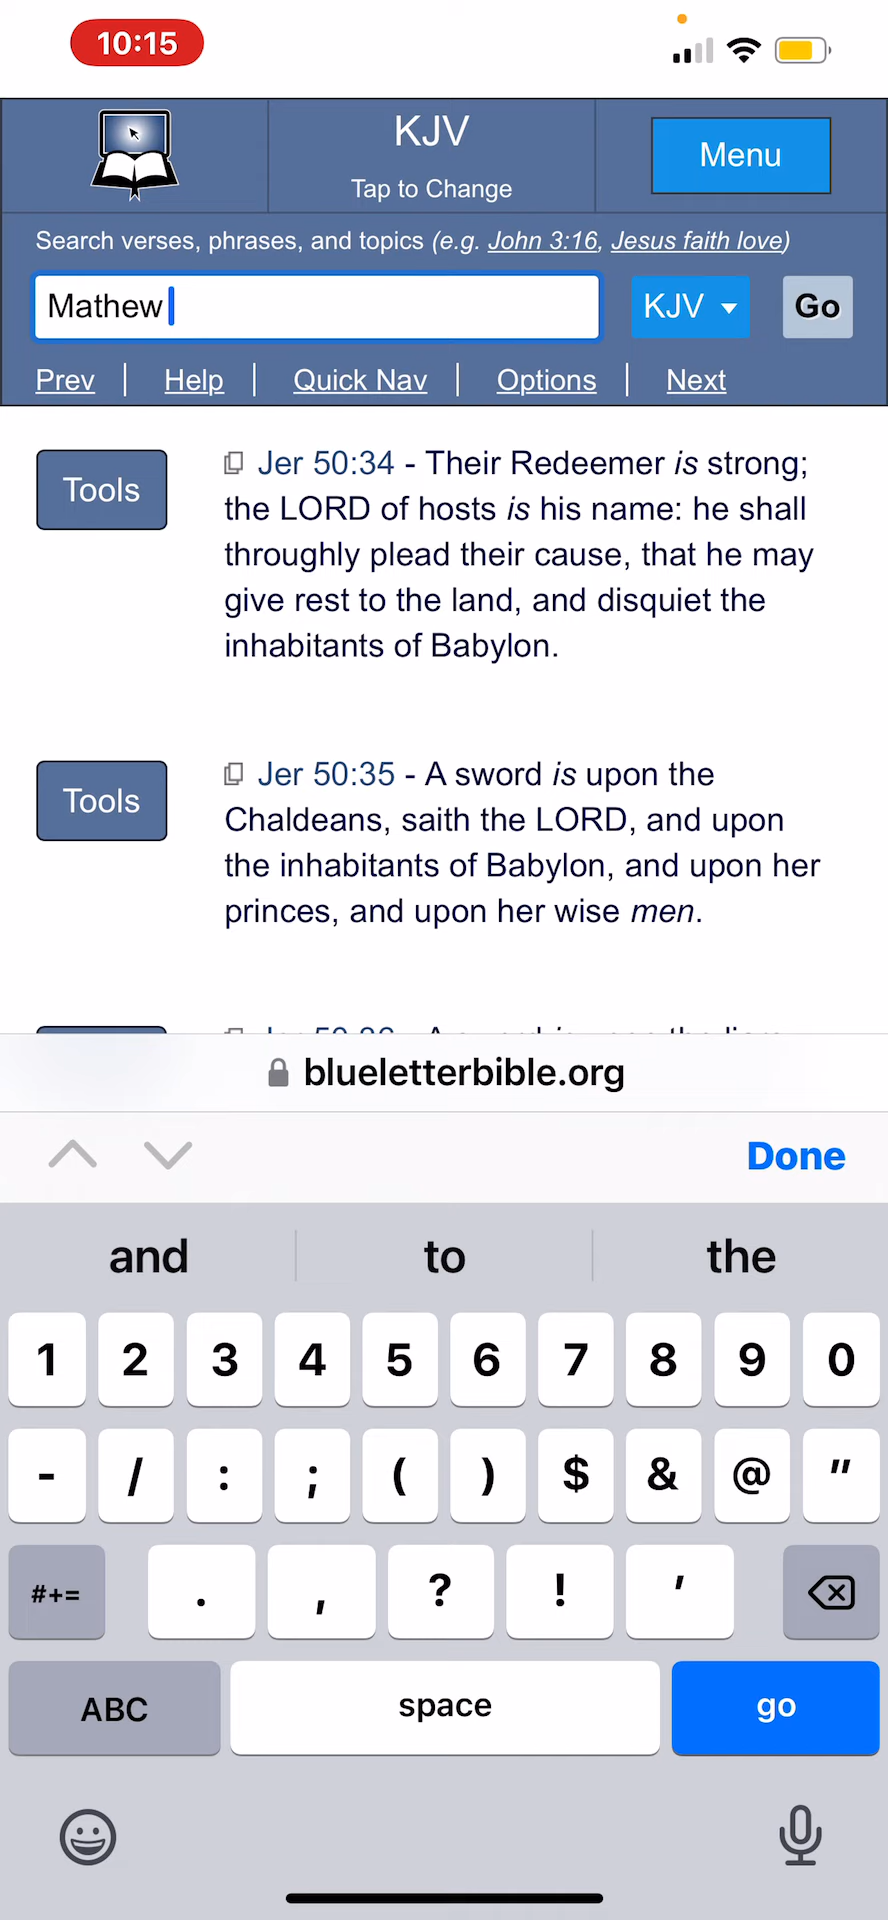 10:15
KJV
Tap to Change
Menu
Search verses, phrases, and topics (e.g. John 3:16, Jesus faith love)
Mathew
KJV
Go
Prev | Help | Quick Nav | Options | Next
Tools
Jer 50:34 - Their Redeemer is strong;
the LORD of hosts is his name: he shall
throughly plead their cause, that he may
give rest to the land, and disquiet the
inhabitants of Babylon.
Tools
Jer 50:35 - A sword is upon the
Chaldeans, saith the LORD, and upon
the inhabitants of Babylon, and upon her
princes, and upon her wise men.
blueletterbible.org
Done
and to the
1 2 3 4 5 6 7 8 9 0
- / : ; ( ) $ & @ "
#+= . , ? ! '
ABC space go